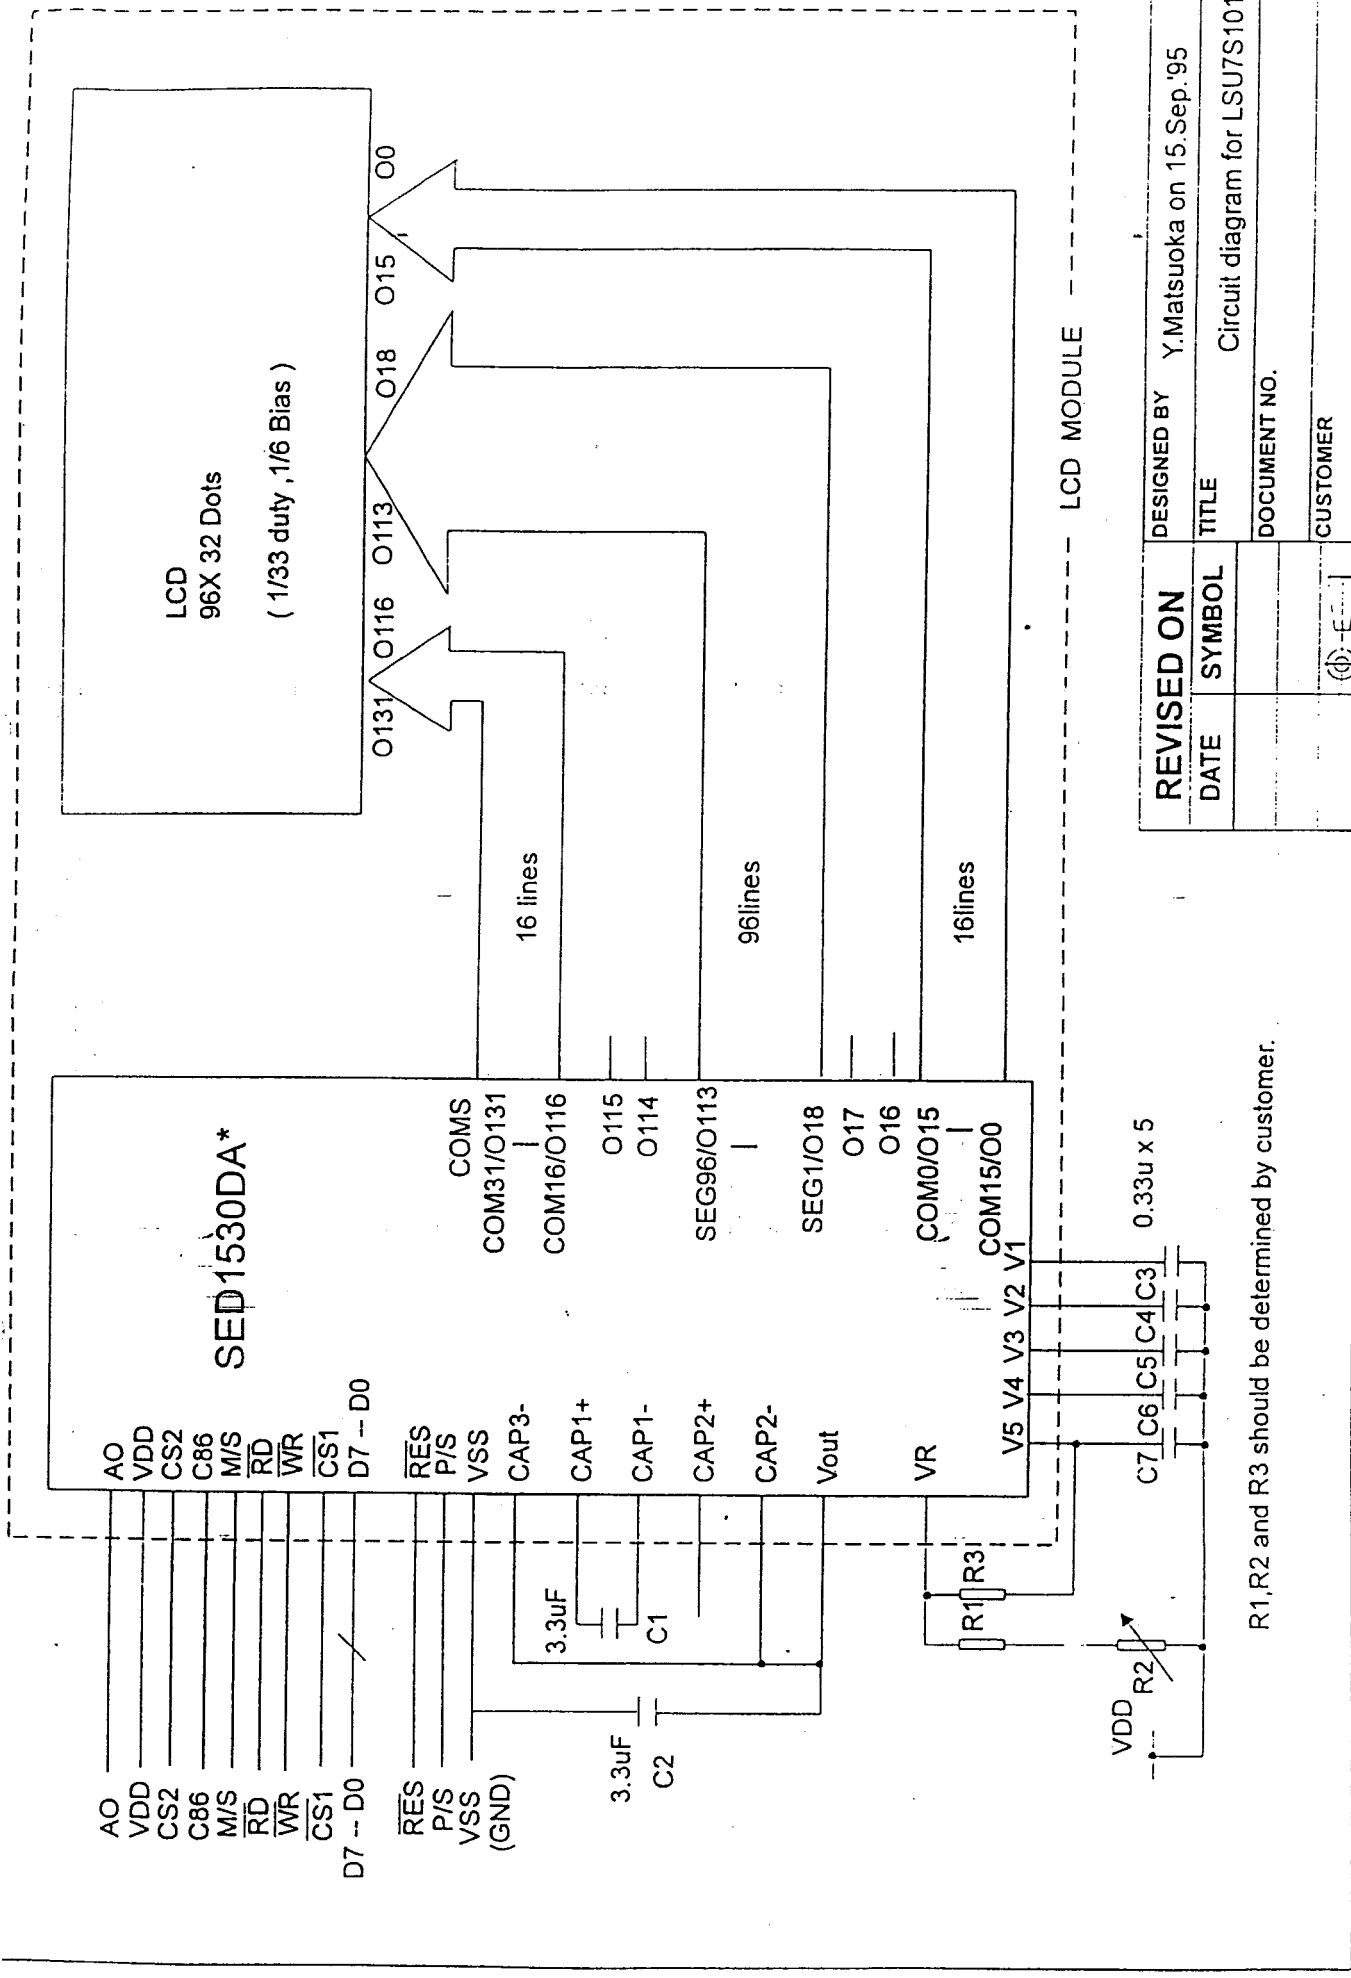 LCD
96X 32 Dots
( 1/33 duty ,1/6 Bias )
O131 O116 O113 O18 O15 O0
16 lines
96lines
16lines
SED1530DA*
COMS
COM31/O131
COM16/O116
O115
O114
SEG96/O113
SEG1/O18
O17
O16
COM0/O15
COM15/O0
AO
VDD
CS2
C86
M/S
RD
WR
CS1
D7 -- D0
RES
P/S
VSS
CAP3-
CAP1+
CAP1-
CAP2+
CAP2-
Vout
VR
V5 V4 V3 V2 V1
AO
VDD
CS2
C86
M/S
RD
WR
CS1
D7 -- D0
RES
P/S
VSS
(GND)
3.3uF
C1
3.3uF
C2
R1 R3
R2
VDD
C7 C6 C5 C4 C3
0.33u x 5
LCD MODULE
R1,R2 and R3 should be determined by customer.
REVISED ON
DATE SYMBOL
DESIGNED BY Y.Matsuoka on 15.Sep.'95
TITLE Circuit diagram for LSU7S101
DOCUMENT NO.
CUSTOMER